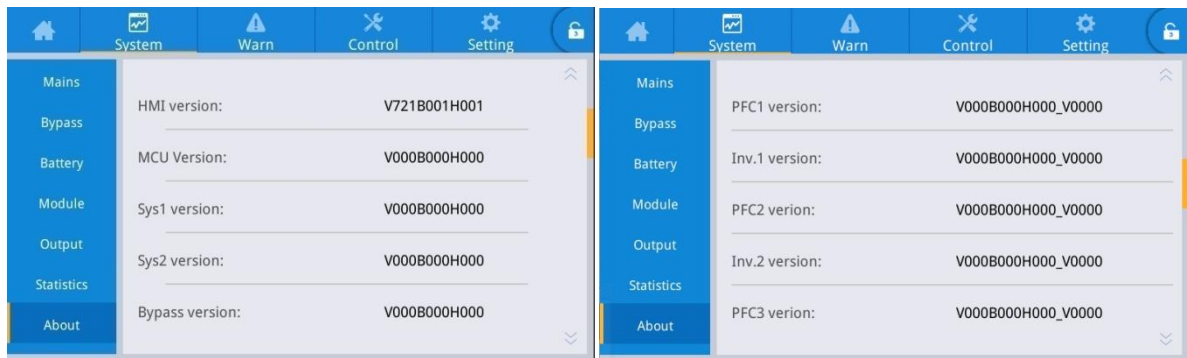 System Warn Control Setting
Mains
Bypass
Battery
Module
Output
Statistics
About
HMI version: V721B001H001
MCU Version: V000B000H000
Sys1 version: V000B000H000
Sys2 version: V000B000H000
Bypass version: V000B000H000
System Warn Control Setting
Mains
Bypass
Battery
Module
Output
Statistics
About
PFC1 version: V000B000H000_V0000
Inv.1 version: V000B000H000_V0000
PFC2 verion: V000B000H000_V0000
Inv.2 version: V000B000H000_V0000
PFC3 verion: V000B000H000_V0000